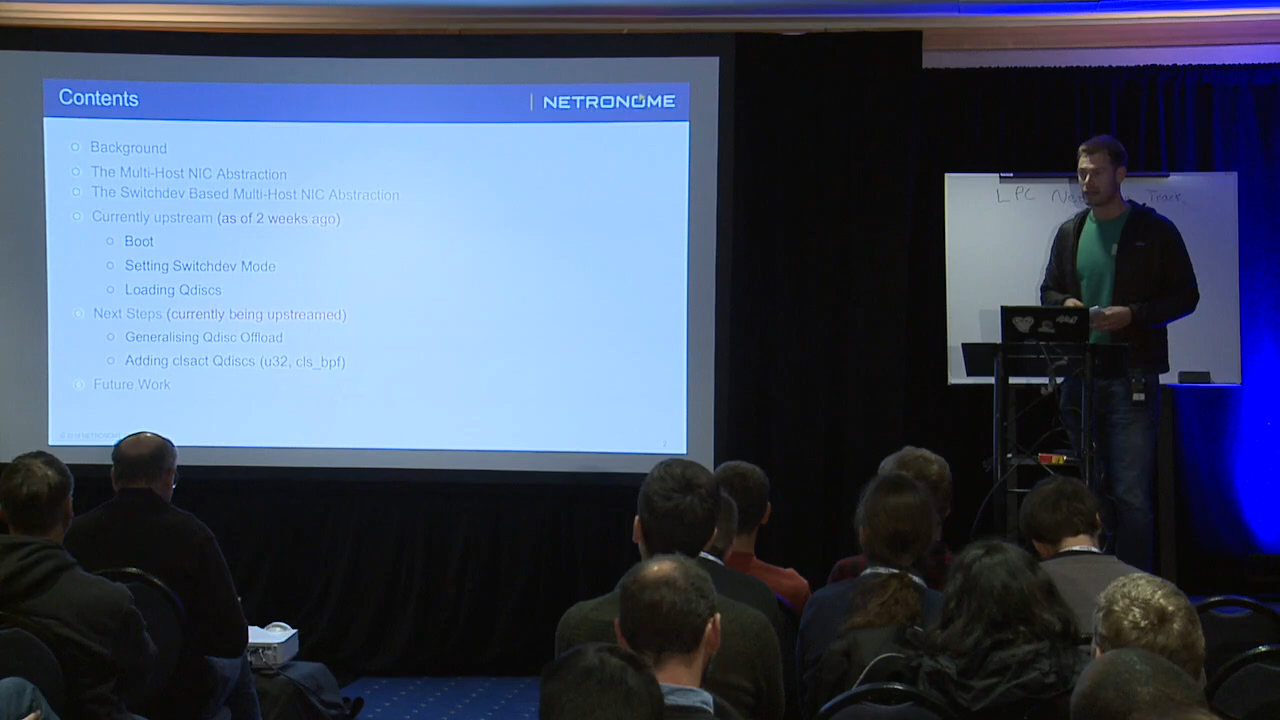 Contents
NETRONOME
Background
The Multi-Host NIC Abstraction
The Switchdev Based Multi-Host NIC Abstraction
Currently upstream (as of 2 weeks ago)
Boot
Setting Switchdev Mode
Loading Qdiscs
Next Steps (currently being upstreamed)
Generalising Qdisc Offload
Adding clsact Qdiscs (u32, cls_bpf)
Future Work
2
LPC Track